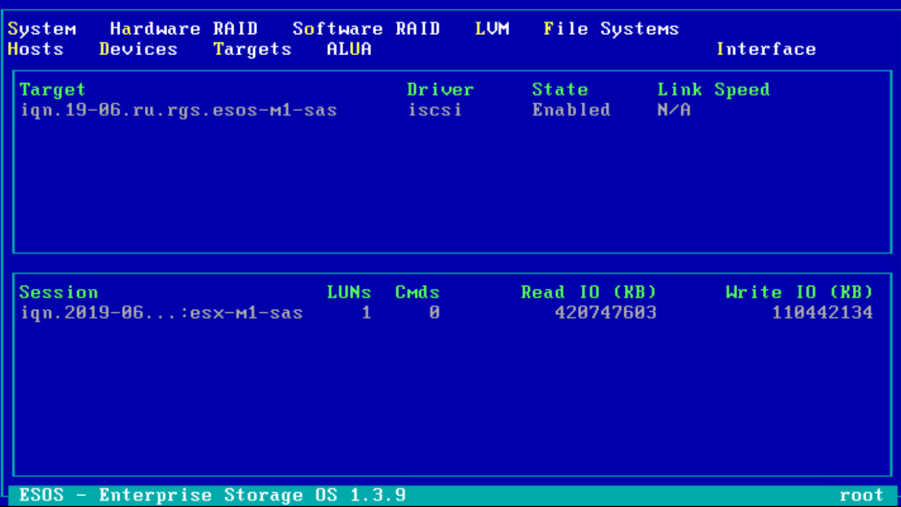 System Hardware RAID Software RAID LVM File Systems
Hosts Devices Targets ALUA Interface
Target Driver State Link Speed
iqn.19-06.ru.rgs.esos-m1-sas iscsi Enabled N/A
Session LUNs Cmds Read IO (KB) Write IO (KB)
iqn.2019-06...:esx-m1-sas 1 0 420747603 110442134
ESOS - Enterprise Storage OS 1.3.9 root